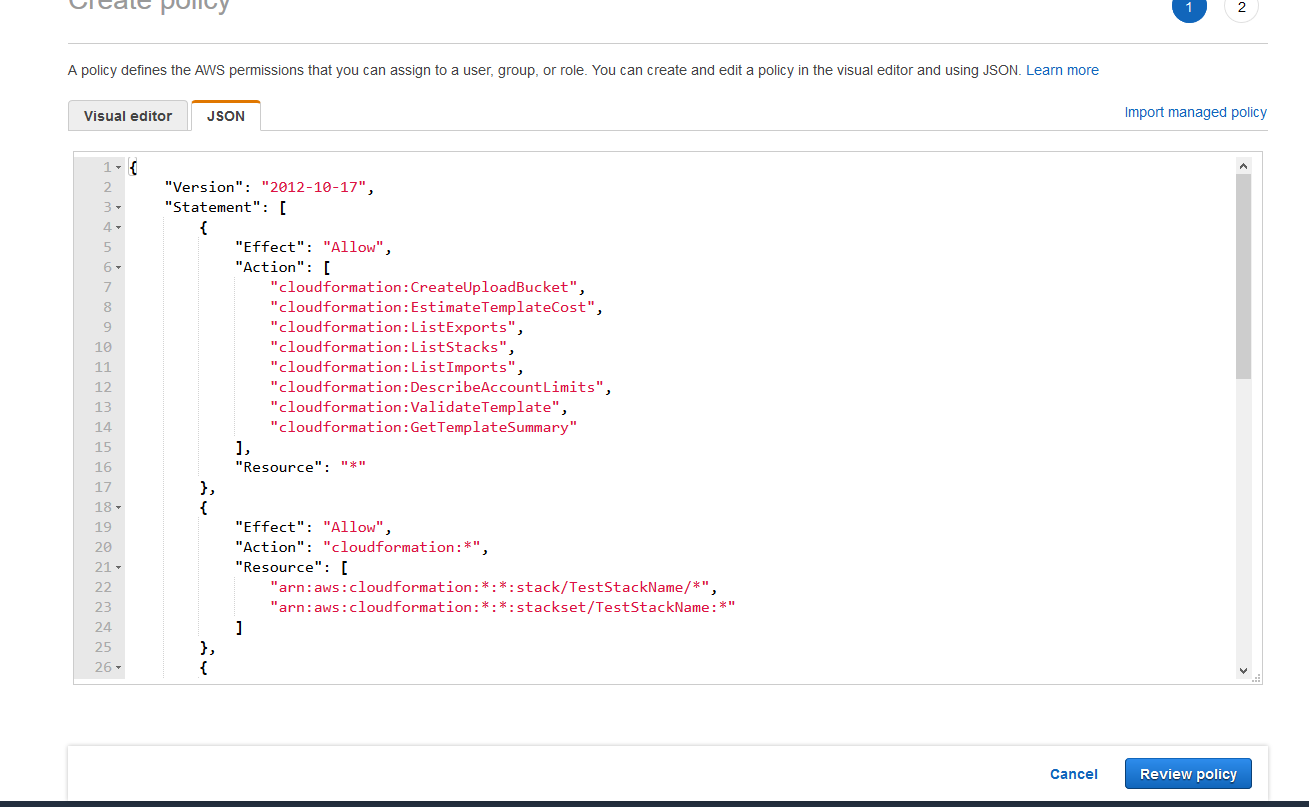 Create policy
1 2
A policy defines the AWS permissions that you can assign to a user, group, or role. You can create and edit a policy in the visual editor and using JSON. Learn more
Visual editor JSON Import managed policy
1 {
2 "Version": "2012-10-17",
3 "Statement": [
4 {
5 "Effect": "Allow",
6 "Action": [
7 "cloudformation:CreateUploadBucket",
8 "cloudformation:EstimateTemplateCost",
9 "cloudformation:ListExports",
10 "cloudformation:ListStacks",
11 "cloudformation:ListImports",
12 "cloudformation:DescribeAccountLimits",
13 "cloudformation:ValidateTemplate",
14 "cloudformation:GetTemplateSummary"
15 ],
16 "Resource": "*"
17 },
18 {
19 "Effect": "Allow",
20 "Action": "cloudformation:*",
21 "Resource": [
22 "arn:aws:cloudformation:*:*:stack/TestStackName/*",
23 "arn:aws:cloudformation:*:*:stackset/TestStackName:*"
24 ]
25 },
26 {
Cancel Review policy